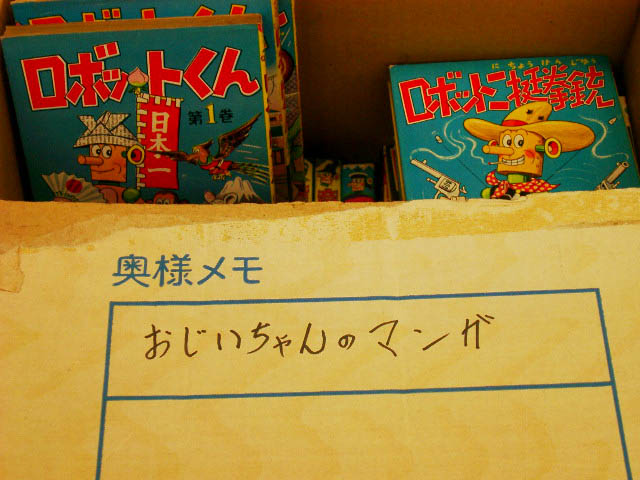 ロボットくん
第1巻
日本一
にちょうけんじゅう
ロボット二挺拳銃
奥様メモ
おじいちゃんのマンガ